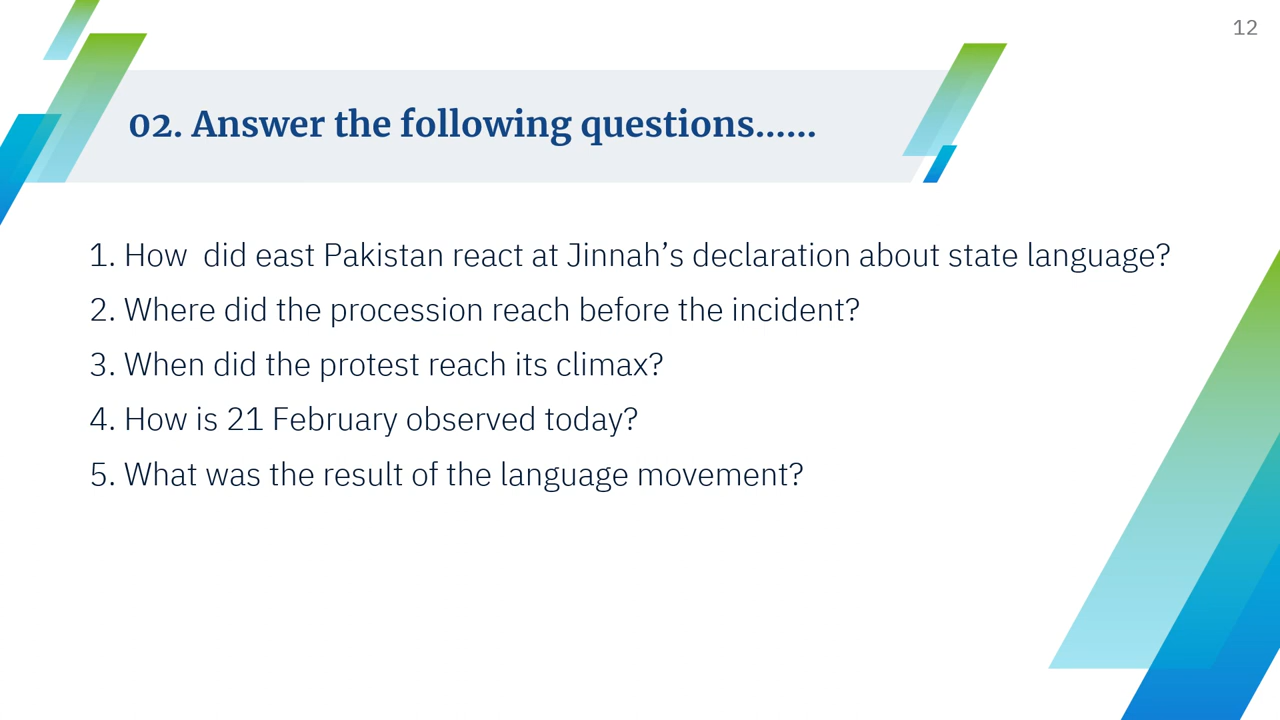 12
02. Answer the following questions......
1. How  did east Pakistan react at Jinnah’s declaration about state language?
2. Where did the procession reach before the incident?
3. When did the protest reach its climax?
4. How is 21 February observed today?
5. What was the result of the language movement?